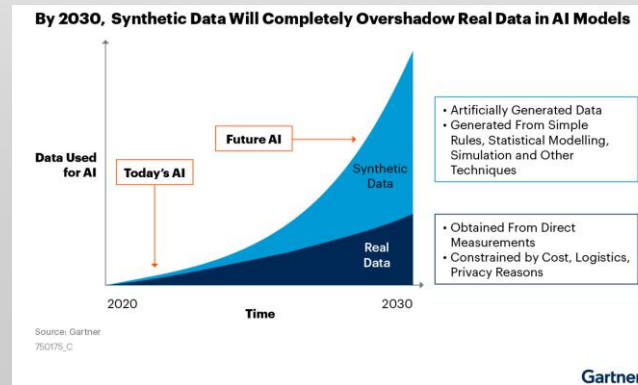 By 2030, Synthetic Data Will Completely Overshadow Real Data in AI Models
Data Used
for AI
Today's AI
Future AI
Synthetic
Data
Real
Data
2020
2030
Time
• Artificially Generated Data
• Generated From Simple
Rules, Statistical Modelling,
Simulation and Other
Techniques
• Obtained From Direct
Measurements
• Constrained by Cost, Logistics,
Privacy Reasons
Source: Gartner
750175_C
Gartner